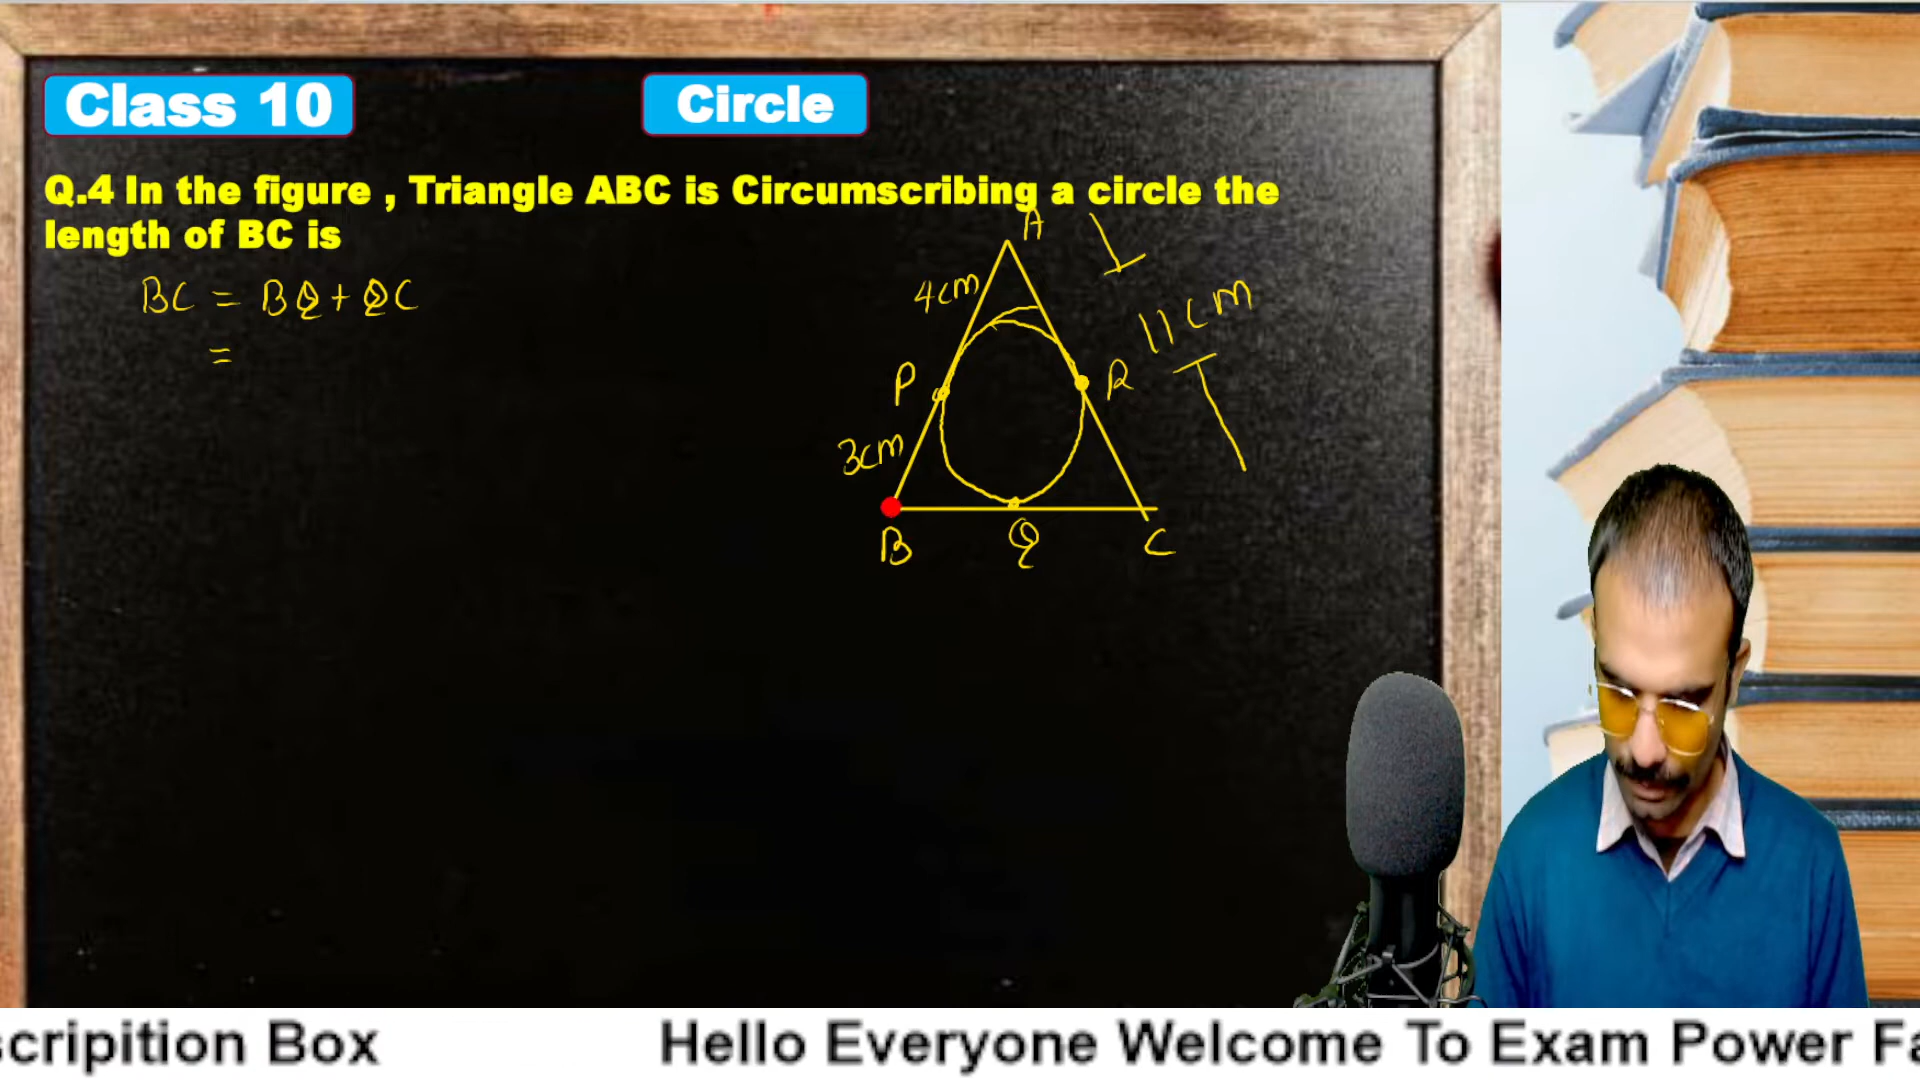 Class 10
Circle
Q.4 In the figure , Triangle ABC is Circumscribing a circle the
length of BC is
BC = BQ + QC
=
A
4cm
11cm
P
R
3cm
B
Q
C
scripition Box Hello Everyone Welcome To Exam Power Fa